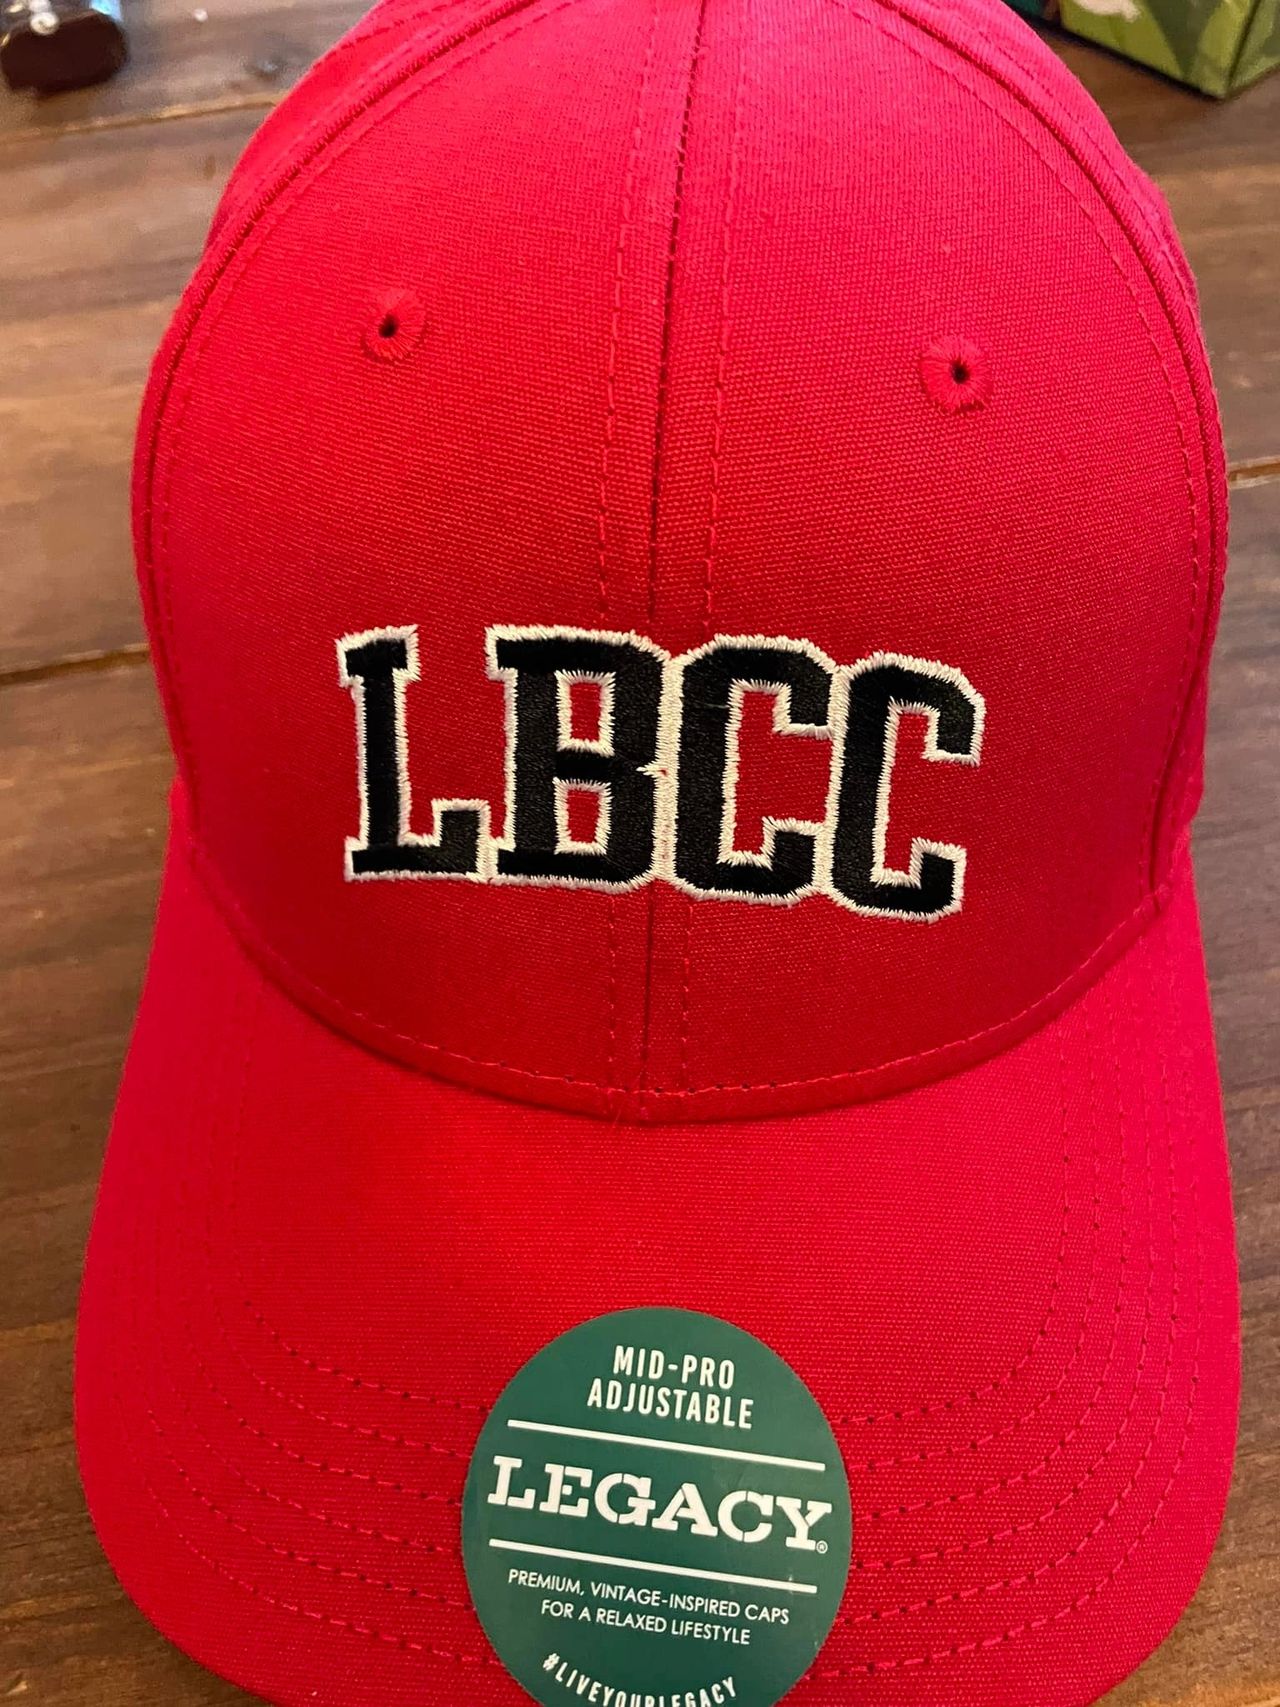 LBCC
MID-PRO
ADJUSTABLE
LEGACY®
PREMIUM, VINTAGE-INSPIRED CAPS
FOR A RELAXED LIFESTYLE
#LIVEYOURLEGACY